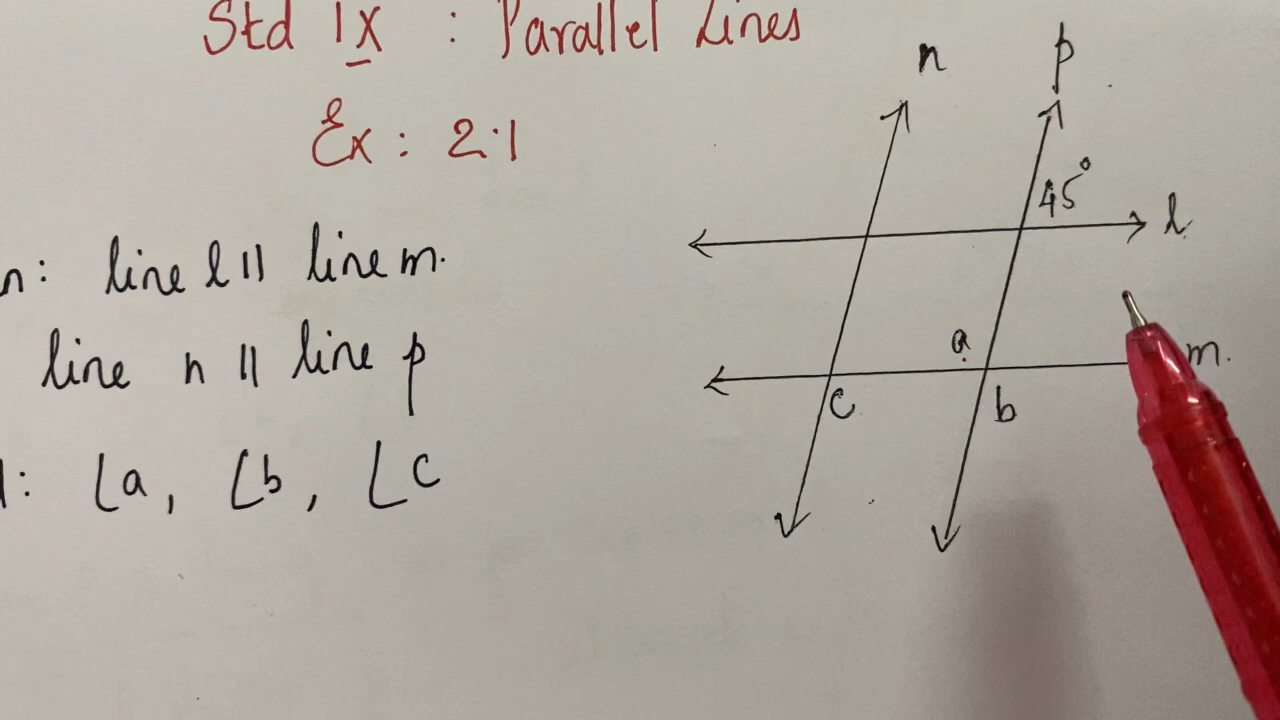 Std IX : Parallel Lines
Ex : 2.1
n: line l || line m.
line n || line p
: ∠a, ∠b, ∠c
n
p
45°
l
a
m.
c
b